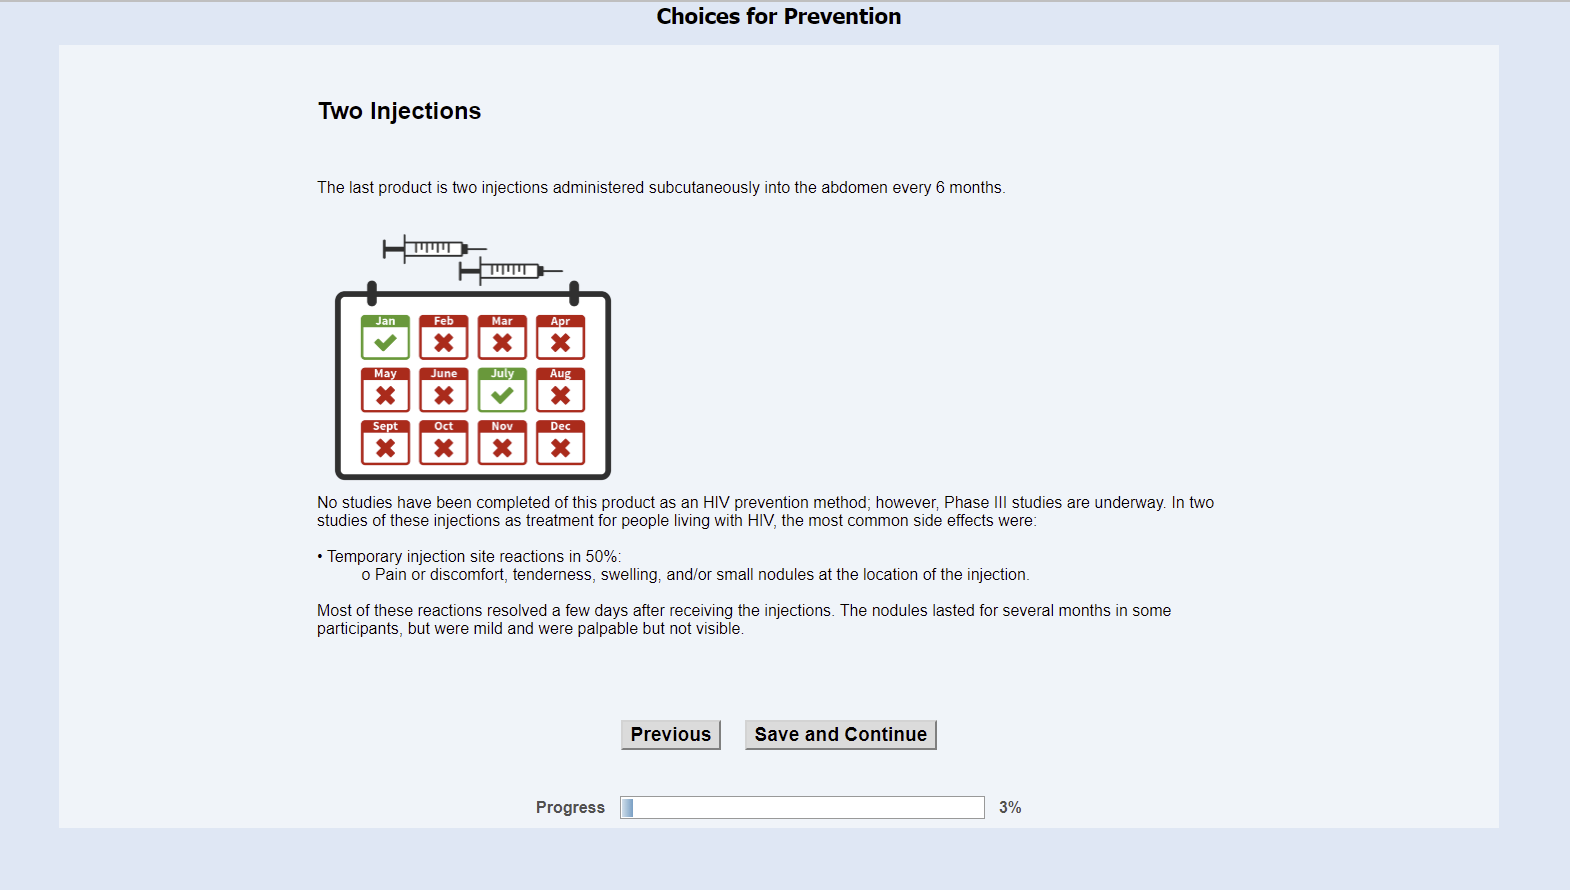 Choices for Prevention
Two Injections
The last product is two injections administered subcutaneously into the abdomen every 6 months.
Jan Feb Mar Apr
May June July Aug
Sept Oct Nov Dec
No studies have been completed of this product as an HIV prevention method; however, Phase III studies are underway. In two
studies of these injections as treatment for people living with HIV, the most common side effects were:
• Temporary injection site reactions in 50%:
o Pain or discomfort, tenderness, swelling, and/or small nodules at the location of the injection.
Most of these reactions resolved a few days after receiving the injections. The nodules lasted for several months in some
participants, but were mild and were palpable but not visible.
Previous Save and Continue
Progress 3%